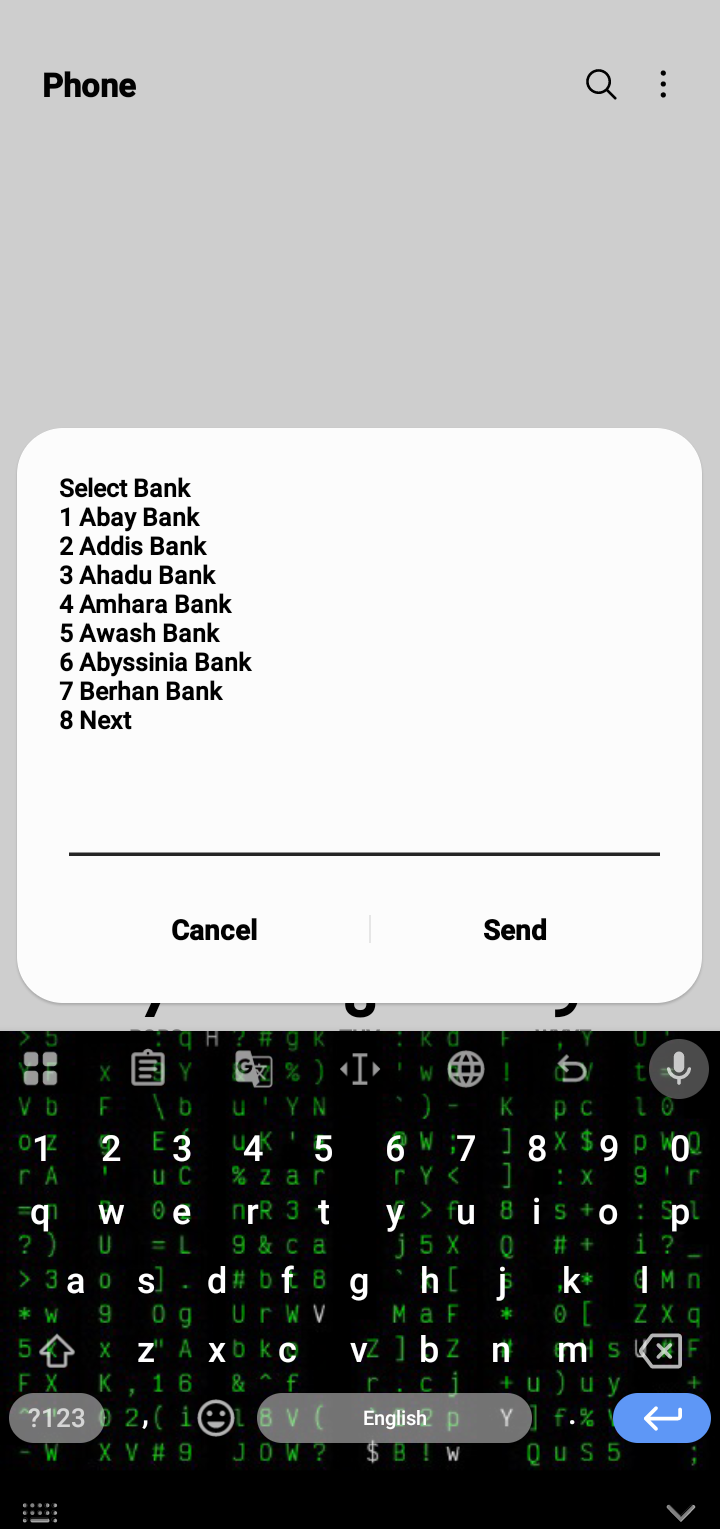 Phone
Select Bank
1 Abay Bank
2 Addis Bank
3 Ahadu Bank
4 Amhara Bank
5 Awash Bank
6 Abyssinia Bank
7 Berhan Bank
8 Next
Cancel
Send
1 2 3 4 5 6 7 8 9 0
q w e r t y u i o p
a s d f g h j k l
z x c v b n m
?123 , English .